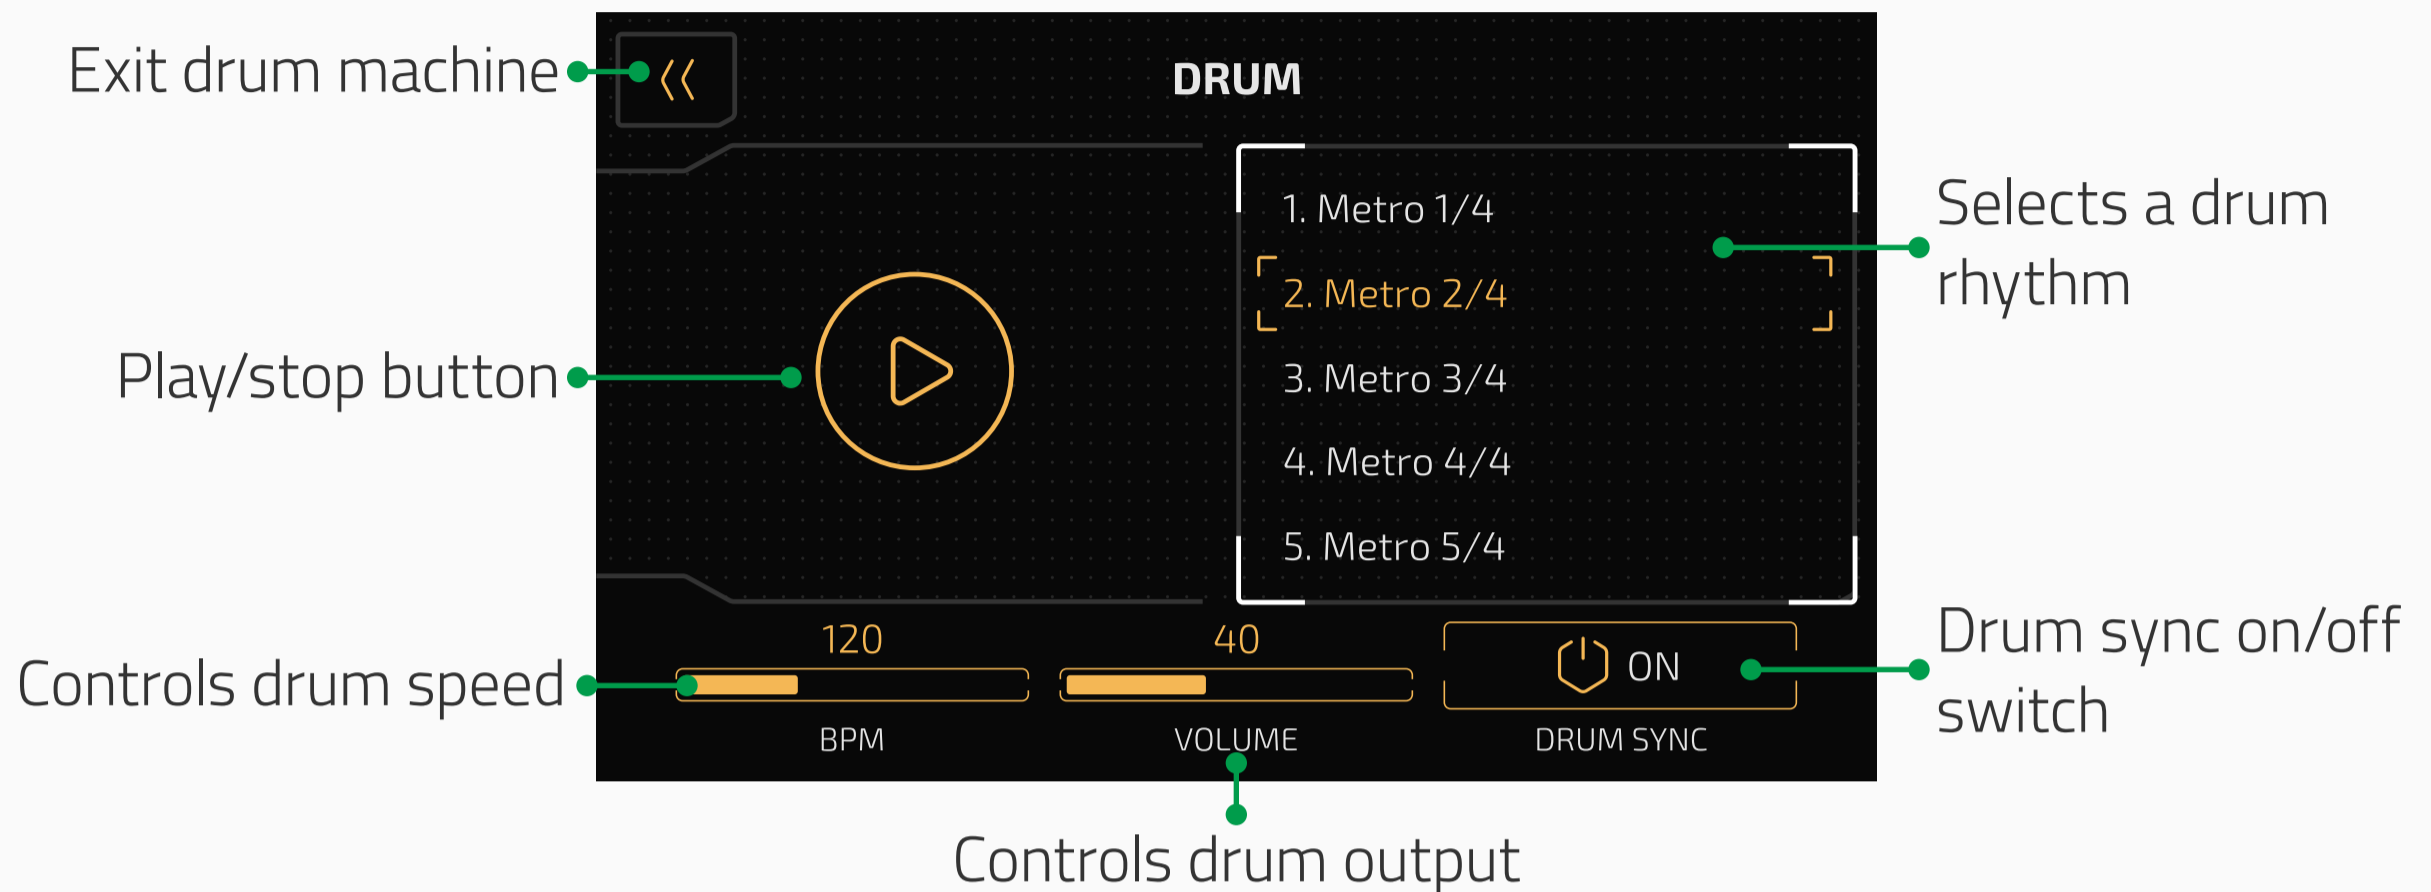 Exit drum machine
DRUM
1. Metro 1/4
2. Metro 2/4
3. Metro 3/4
4. Metro 4/4
5. Metro 5/4
Selects a drum
rhythm
Play/stop button
Controls drum speed
120
BPM
40
VOLUME
ON
DRUM SYNC
Drum sync on/off
switch
Controls drum output